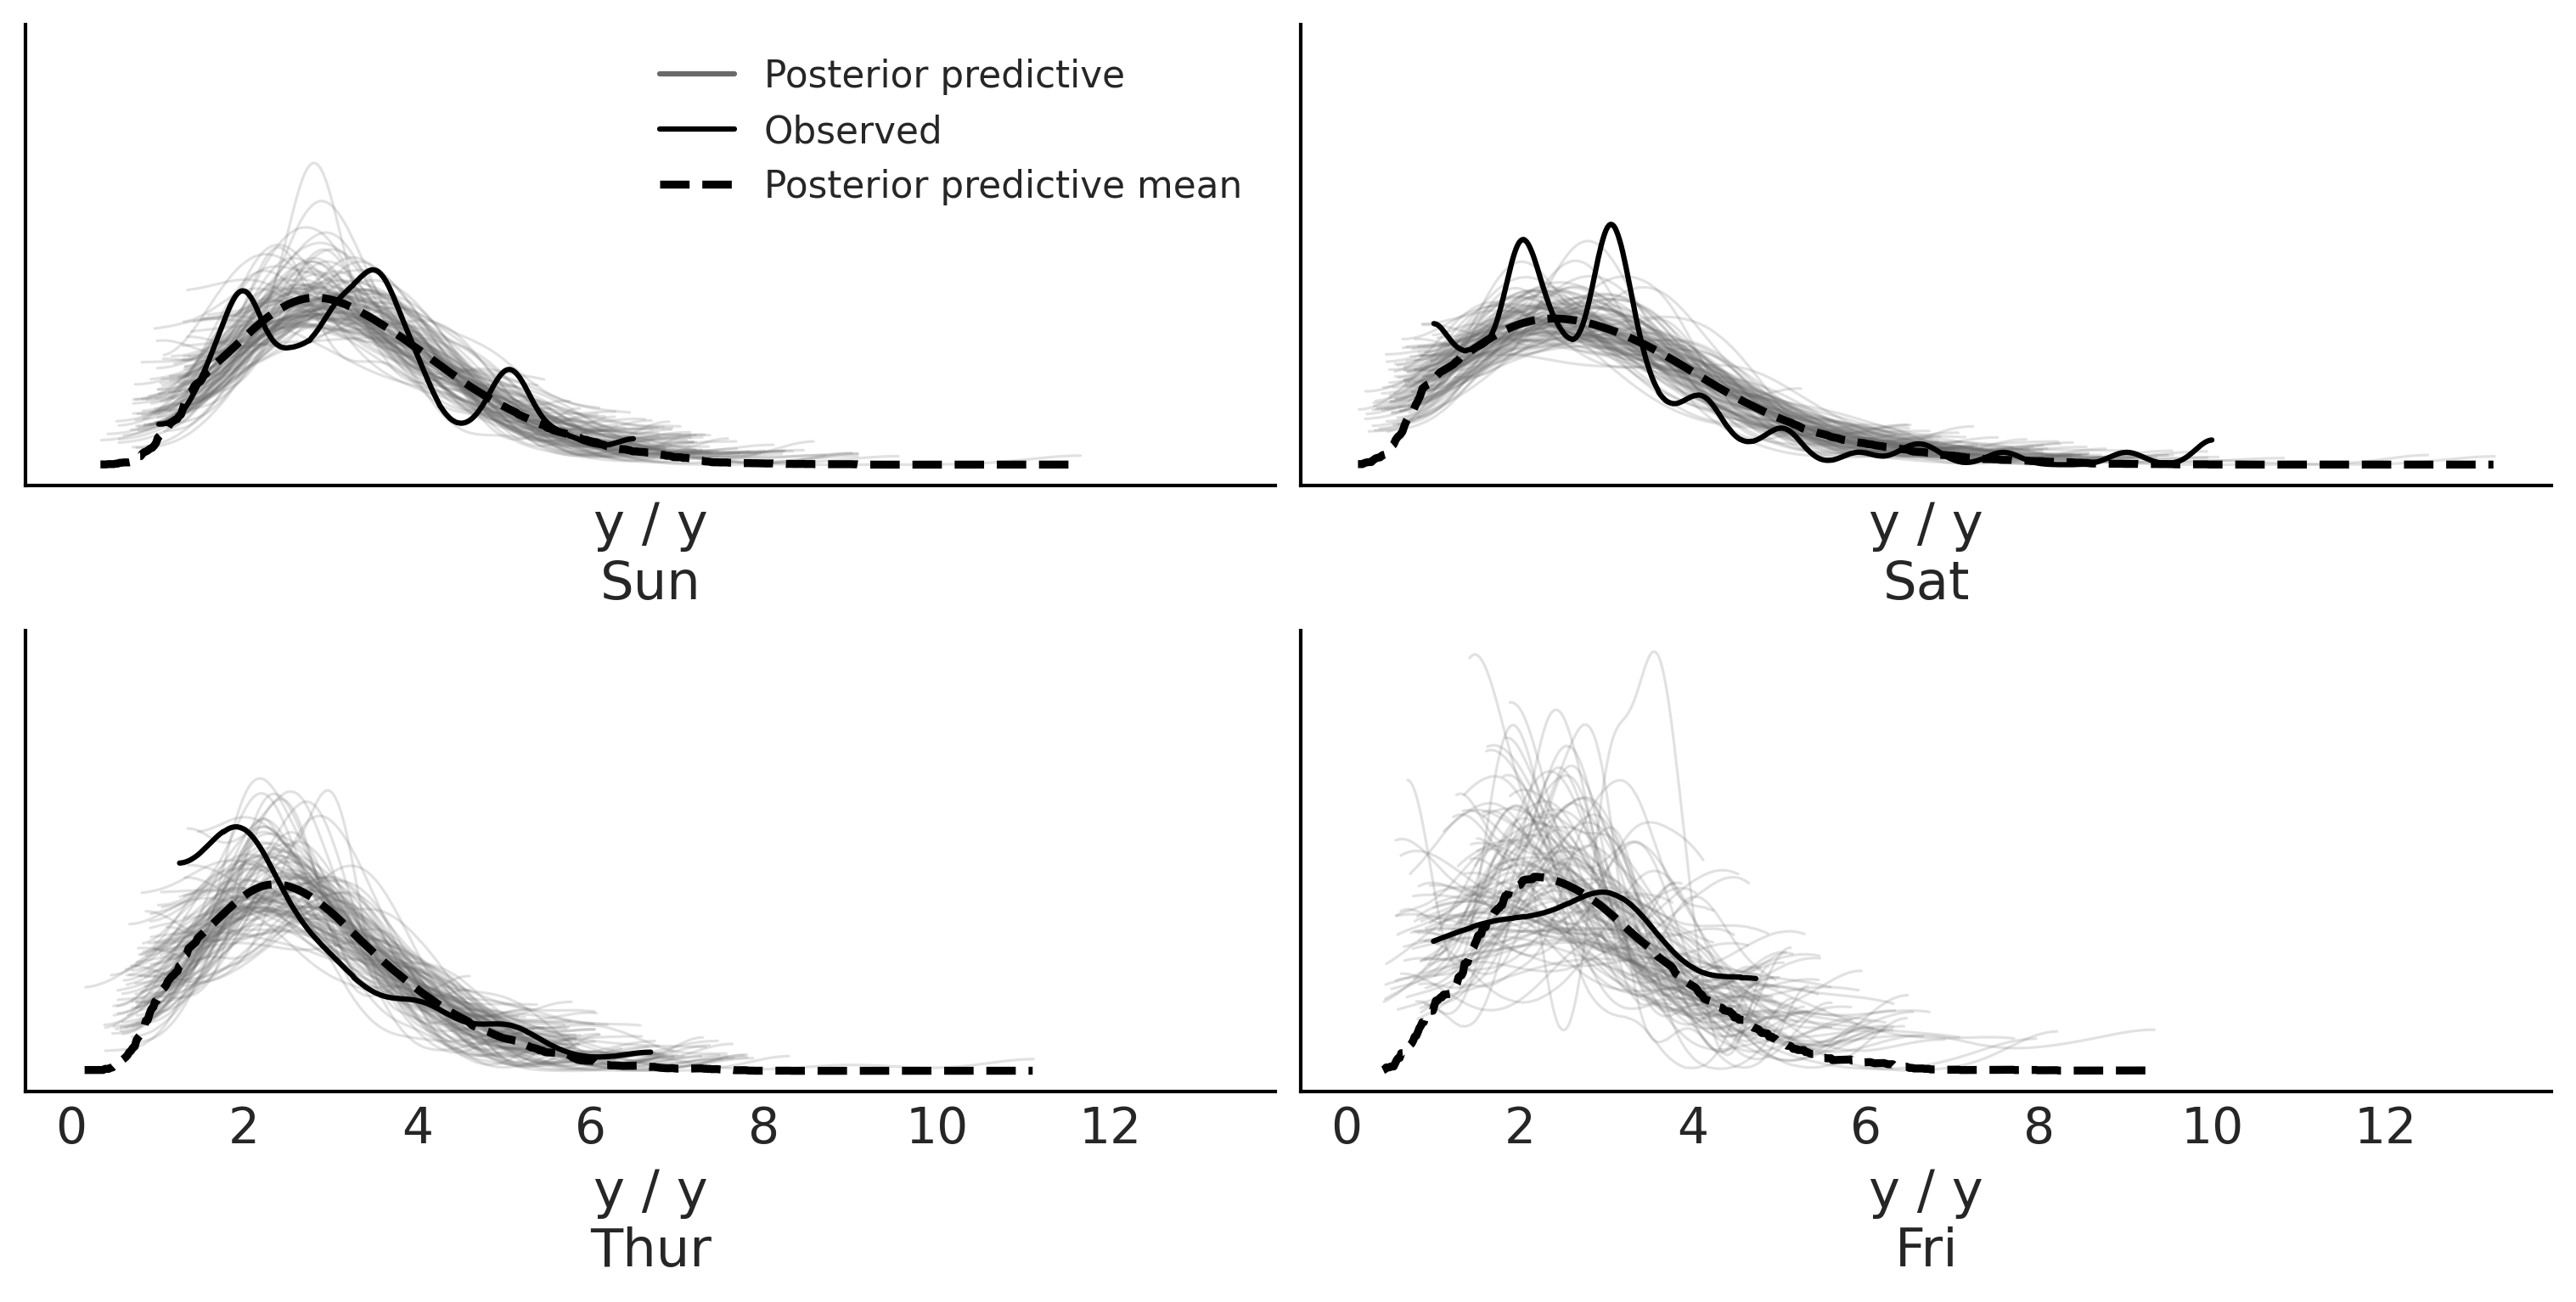 Posterior predictive
Observed
Posterior predictive mean
y / y
Sun
y / y
Sat
0 2 4 6 8 10 12
y / y
Thur
0 2 4 6 8 10 12
y / y
Fri